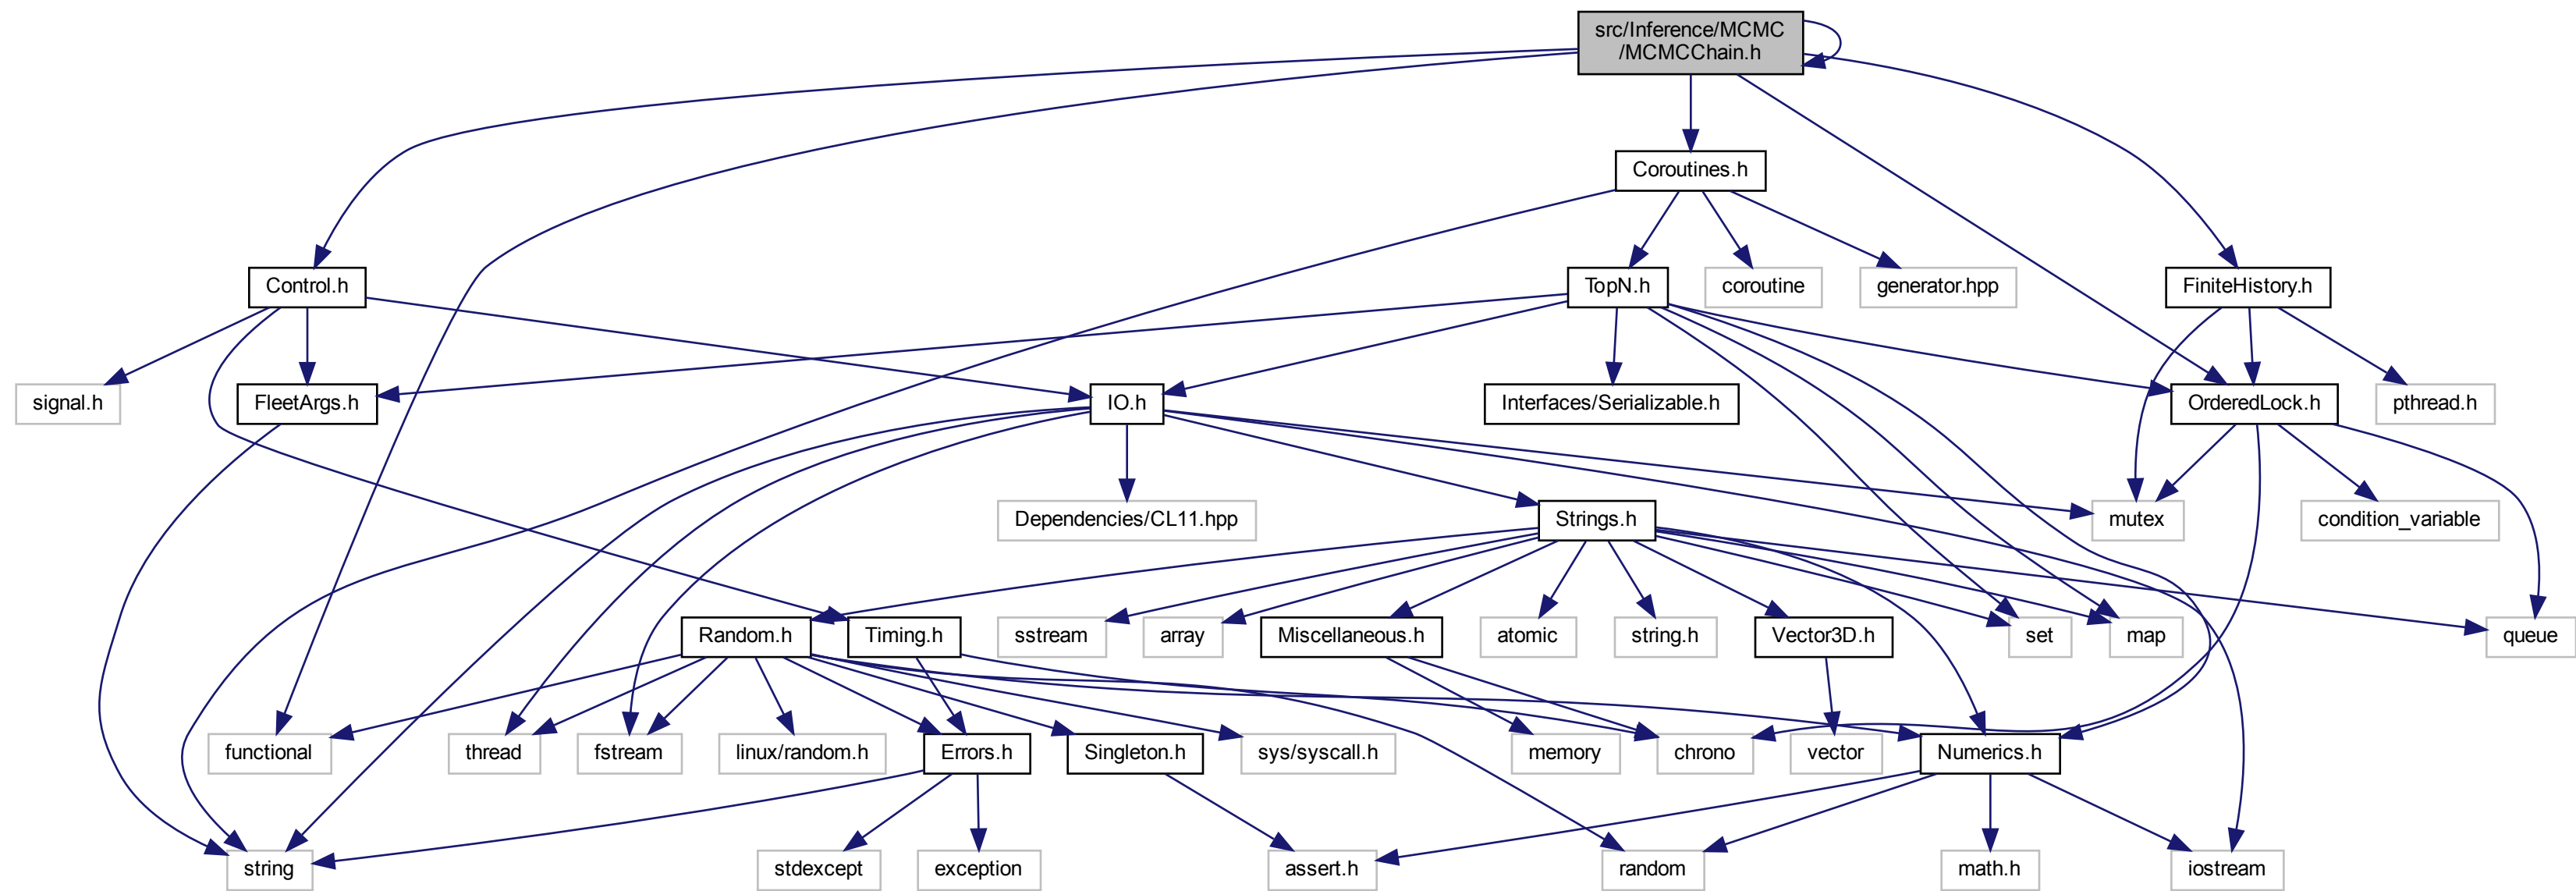 src/Inference/MCMC
/MCMCChain.h
Coroutines.h
Control.h
TopN.h
coroutine
generator.hpp
FiniteHistory.h
signal.h
FleetArgs.h
IO.h
Interfaces/Serializable.h
OrderedLock.h
pthread.h
Dependencies/CL11.hpp
Strings.h
mutex
condition_variable
Random.h
Timing.h
sstream
array
Miscellaneous.h
atomic
string.h
Vector3D.h
set
map
queue
functional
thread
fstream
linux/random.h
Errors.h
Singleton.h
sys/syscall.h
memory
chrono
vector
Numerics.h
string
stdexcept
exception
assert.h
random
math.h
iostream